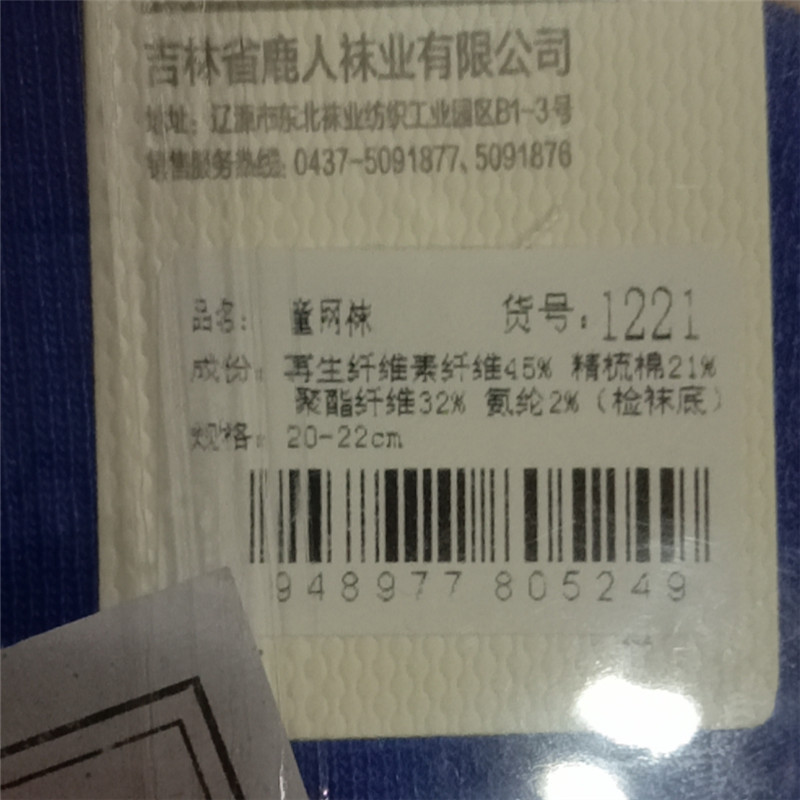 吉林省鹿人袜业有限公司
地址：辽源市东北袜业纺织工业园区B1-3号
销售服务热线：0437-5091877、5091876
品名： 童网袜 货号：1221
成份：再生纤维素纤维45% 精梳棉21%
聚酯纤维32% 氨纶2%（检袜底）
规格：20-22cm
948977 805249